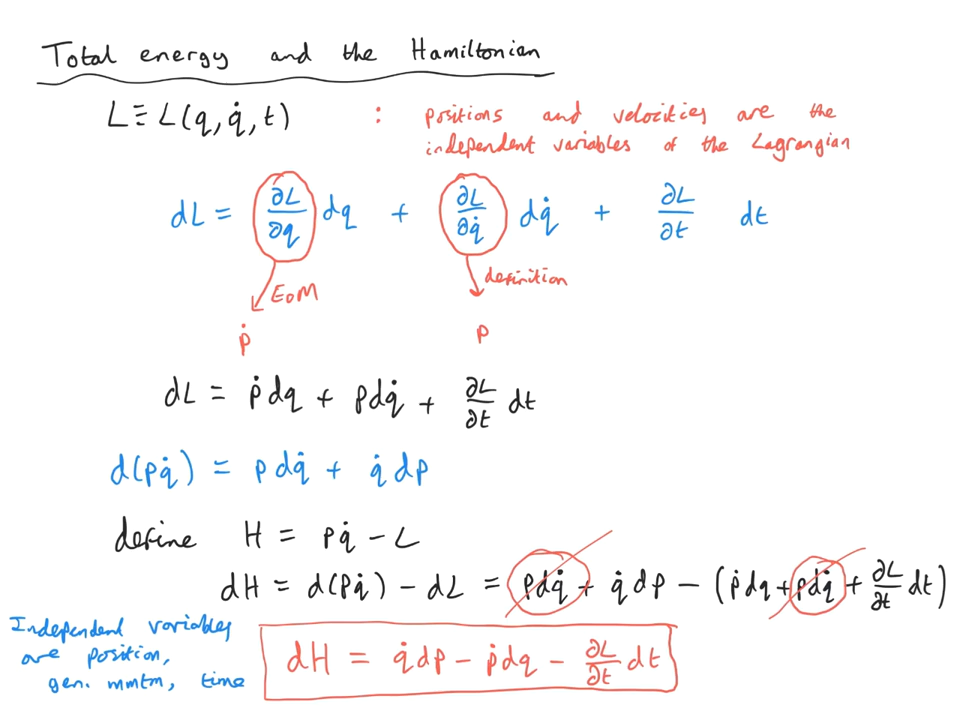 Total energy and the Hamiltonian
L ≡ L(q, q̇, t) : positions and velocities are the
independent variables of the Lagrangian
dL = ∂L/∂q dq + ∂L/∂q̇ dq̇ + ∂L/∂t dt
EoM definition
ṗ p
dL = ṗ dq + p dq̇ + ∂L/∂t dt
d(pq̇) = p dq̇ + q̇ dp
define H = pq̇ - L
dH = d(pq̇) - dL = pdq̇ + q̇ dp - (ṗ dq + pdq̇ + ∂L/∂t dt)
Independent variables
are position,
gen. mmtm, time
dH = q̇ dp - ṗ dq - ∂L/∂t dt